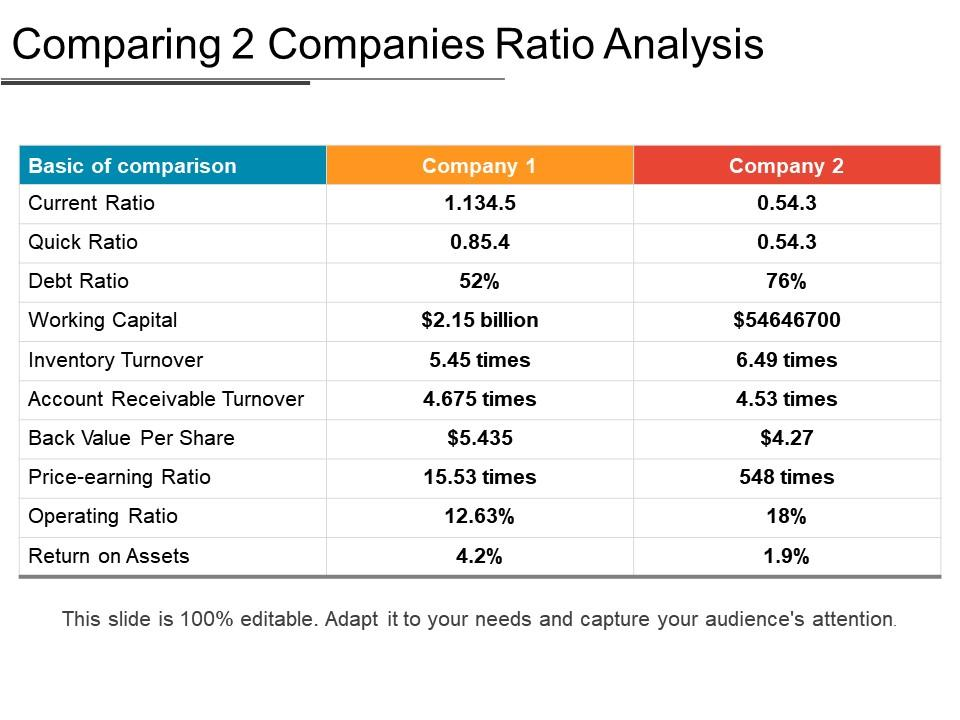 Comparing 2 Companies Ratio Analysis
Basic of comparison Company 1 Company 2
Current Ratio 1.134.5 0.54.3
Quick Ratio 0.85.4 0.54.3
Debt Ratio 52% 76%
Working Capital $2.15 billion $54646700
Inventory Turnover 5.45 times 6.49 times
Account Receivable Turnover 4.675 times 4.53 times
Back Value Per Share $5.435 $4.27
Price-earning Ratio 15.53 times 548 times
Operating Ratio 12.63% 18%
Return on Assets 4.2% 1.9%
This slide is 100% editable. Adapt it to your needs and capture your audience's attention.